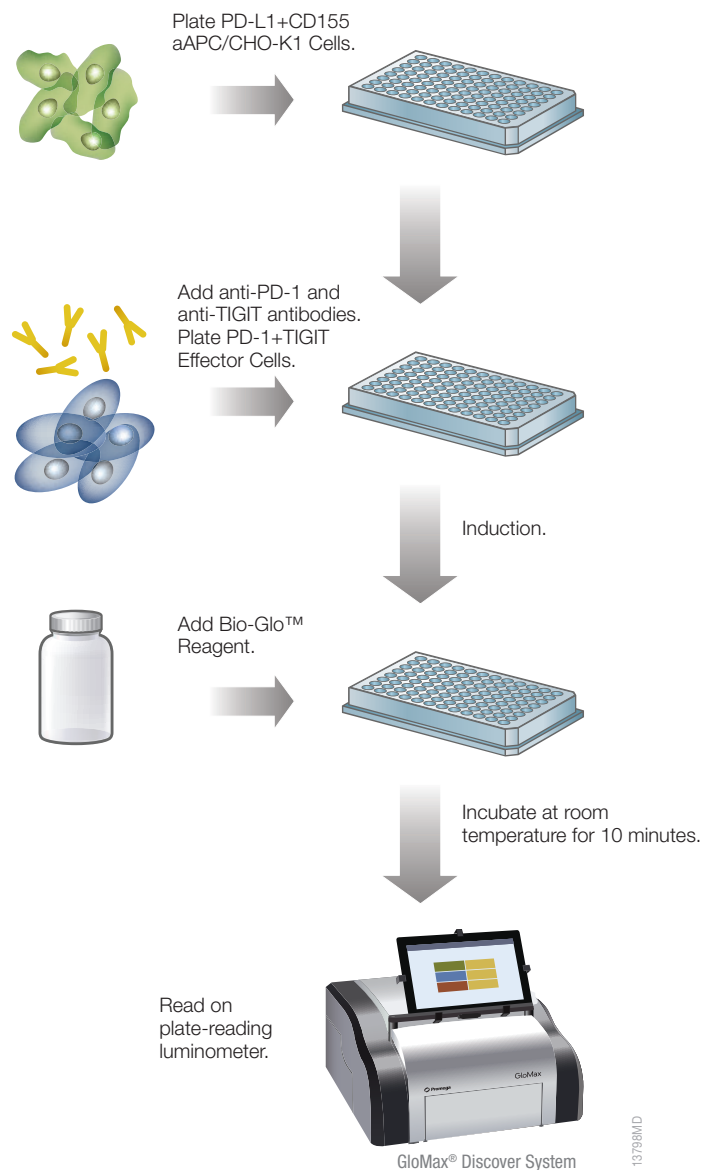 Plate PD-L1+CD155
aAPC/CHO-K1 Cells.
Add anti-PD-1 and
anti-TIGIT antibodies.
Plate PD-1+TIGIT
Effector Cells.
Induction.
Add Bio-Glo™
Reagent.
Incubate at room
temperature for 10 minutes.
Read on
plate-reading
luminometer.
Promega
GloMax
GloMax® Discover System
13798MD